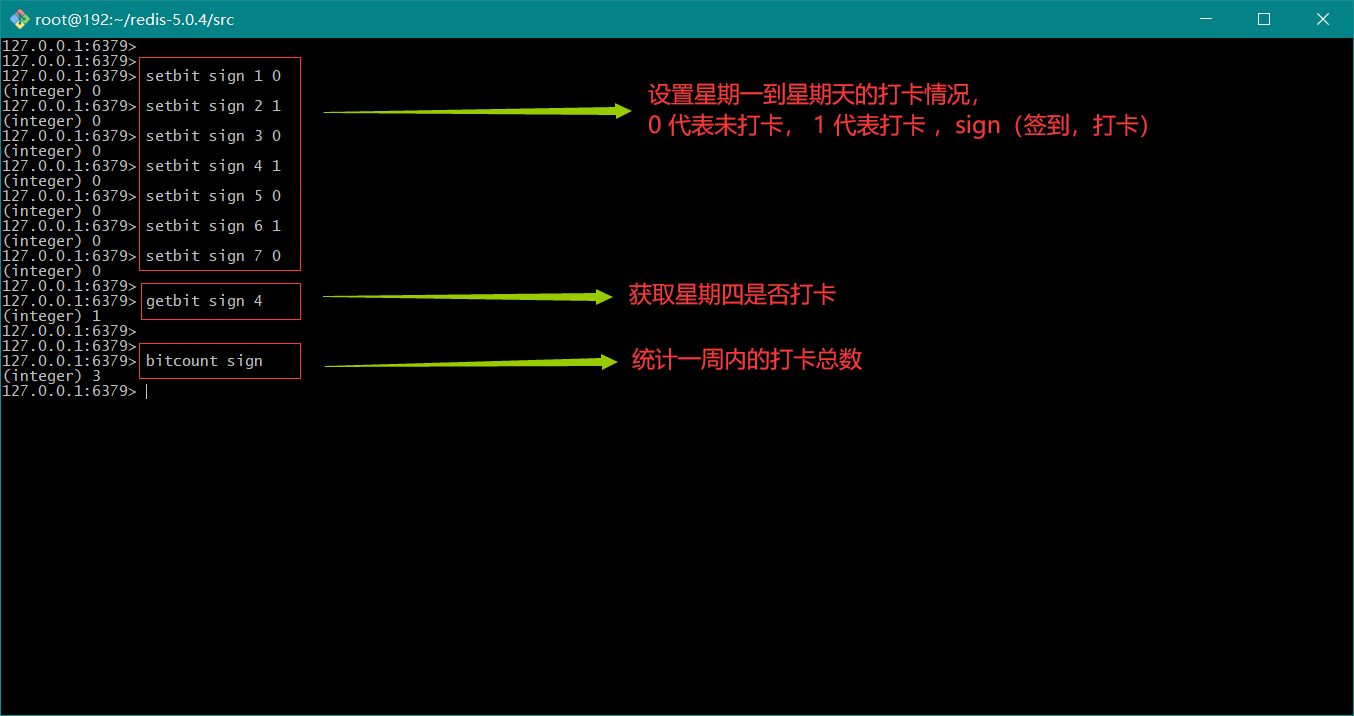 root@192:~/redis-5.0.4/src
127.0.0.1:6379>
127.0.0.1:6379>
127.0.0.1:6379> setbit sign 1 0
(integer) 0
127.0.0.1:6379> setbit sign 2 1
(integer) 0
127.0.0.1:6379> setbit sign 3 0
(integer) 0
127.0.0.1:6379> setbit sign 4 1
(integer) 0
127.0.0.1:6379> setbit sign 5 0
(integer) 0
127.0.0.1:6379> setbit sign 6 1
(integer) 0
127.0.0.1:6379> setbit sign 7 0
(integer) 0
设置星期一到星期天的打卡情况，
0 代表未打卡， 1 代表打卡 ，sign（签到，打卡）
127.0.0.1:6379>
127.0.0.1:6379> getbit sign 4
(integer) 1
获取星期四是否打卡
127.0.0.1:6379>
127.0.0.1:6379>
127.0.0.1:6379> bitcount sign
(integer) 3
统计一周内的打卡总数
127.0.0.1:6379>